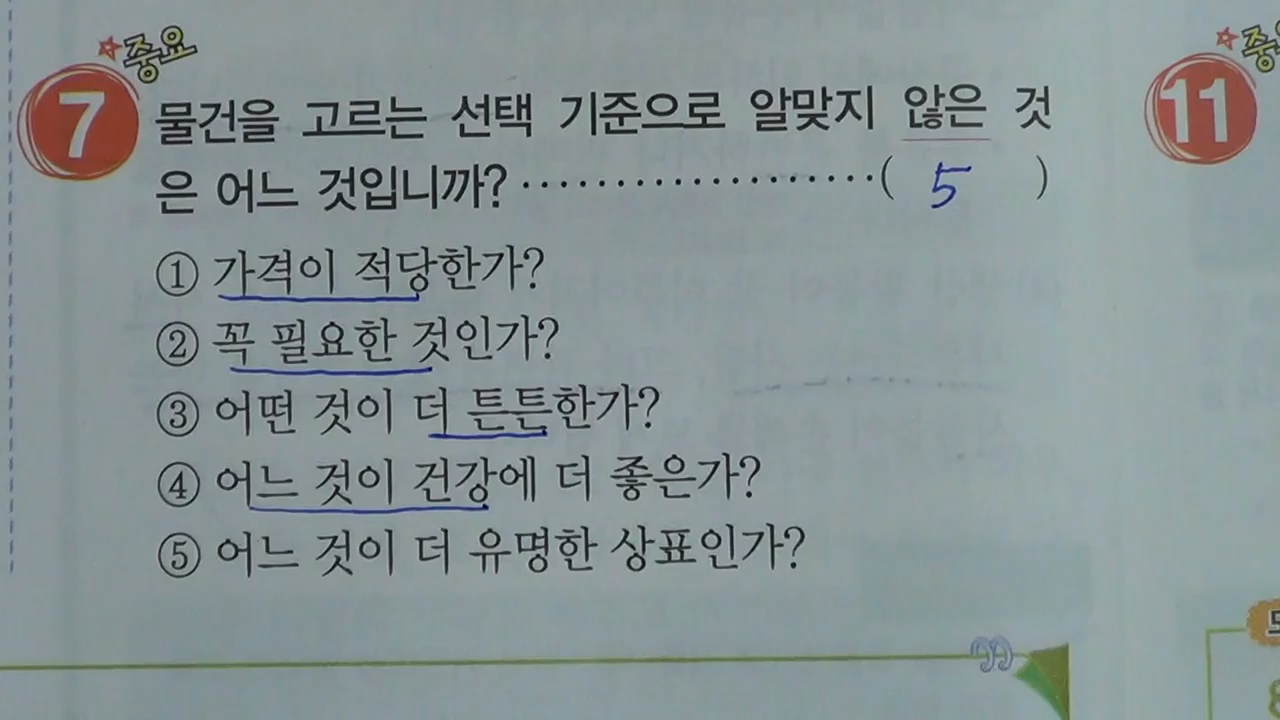 중요
7 물건을 고르는 선택 기준으로 알맞지 않은 것
은 어느 것입니까? ···················( 5 )
① 가격이 적당한가?
② 꼭 필요한 것인가?
③ 어떤 것이 더 튼튼한가?
④ 어느 것이 건강에 더 좋은가?
⑤ 어느 것이 더 유명한 상표인가?
11